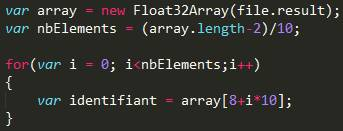 var array = new Float32Array(file.result);
var nbElements = (array.length-2)/10;
for(var i = 0; i<nbElements;i++)
{
    var identifiant = array[8+i*10];
}